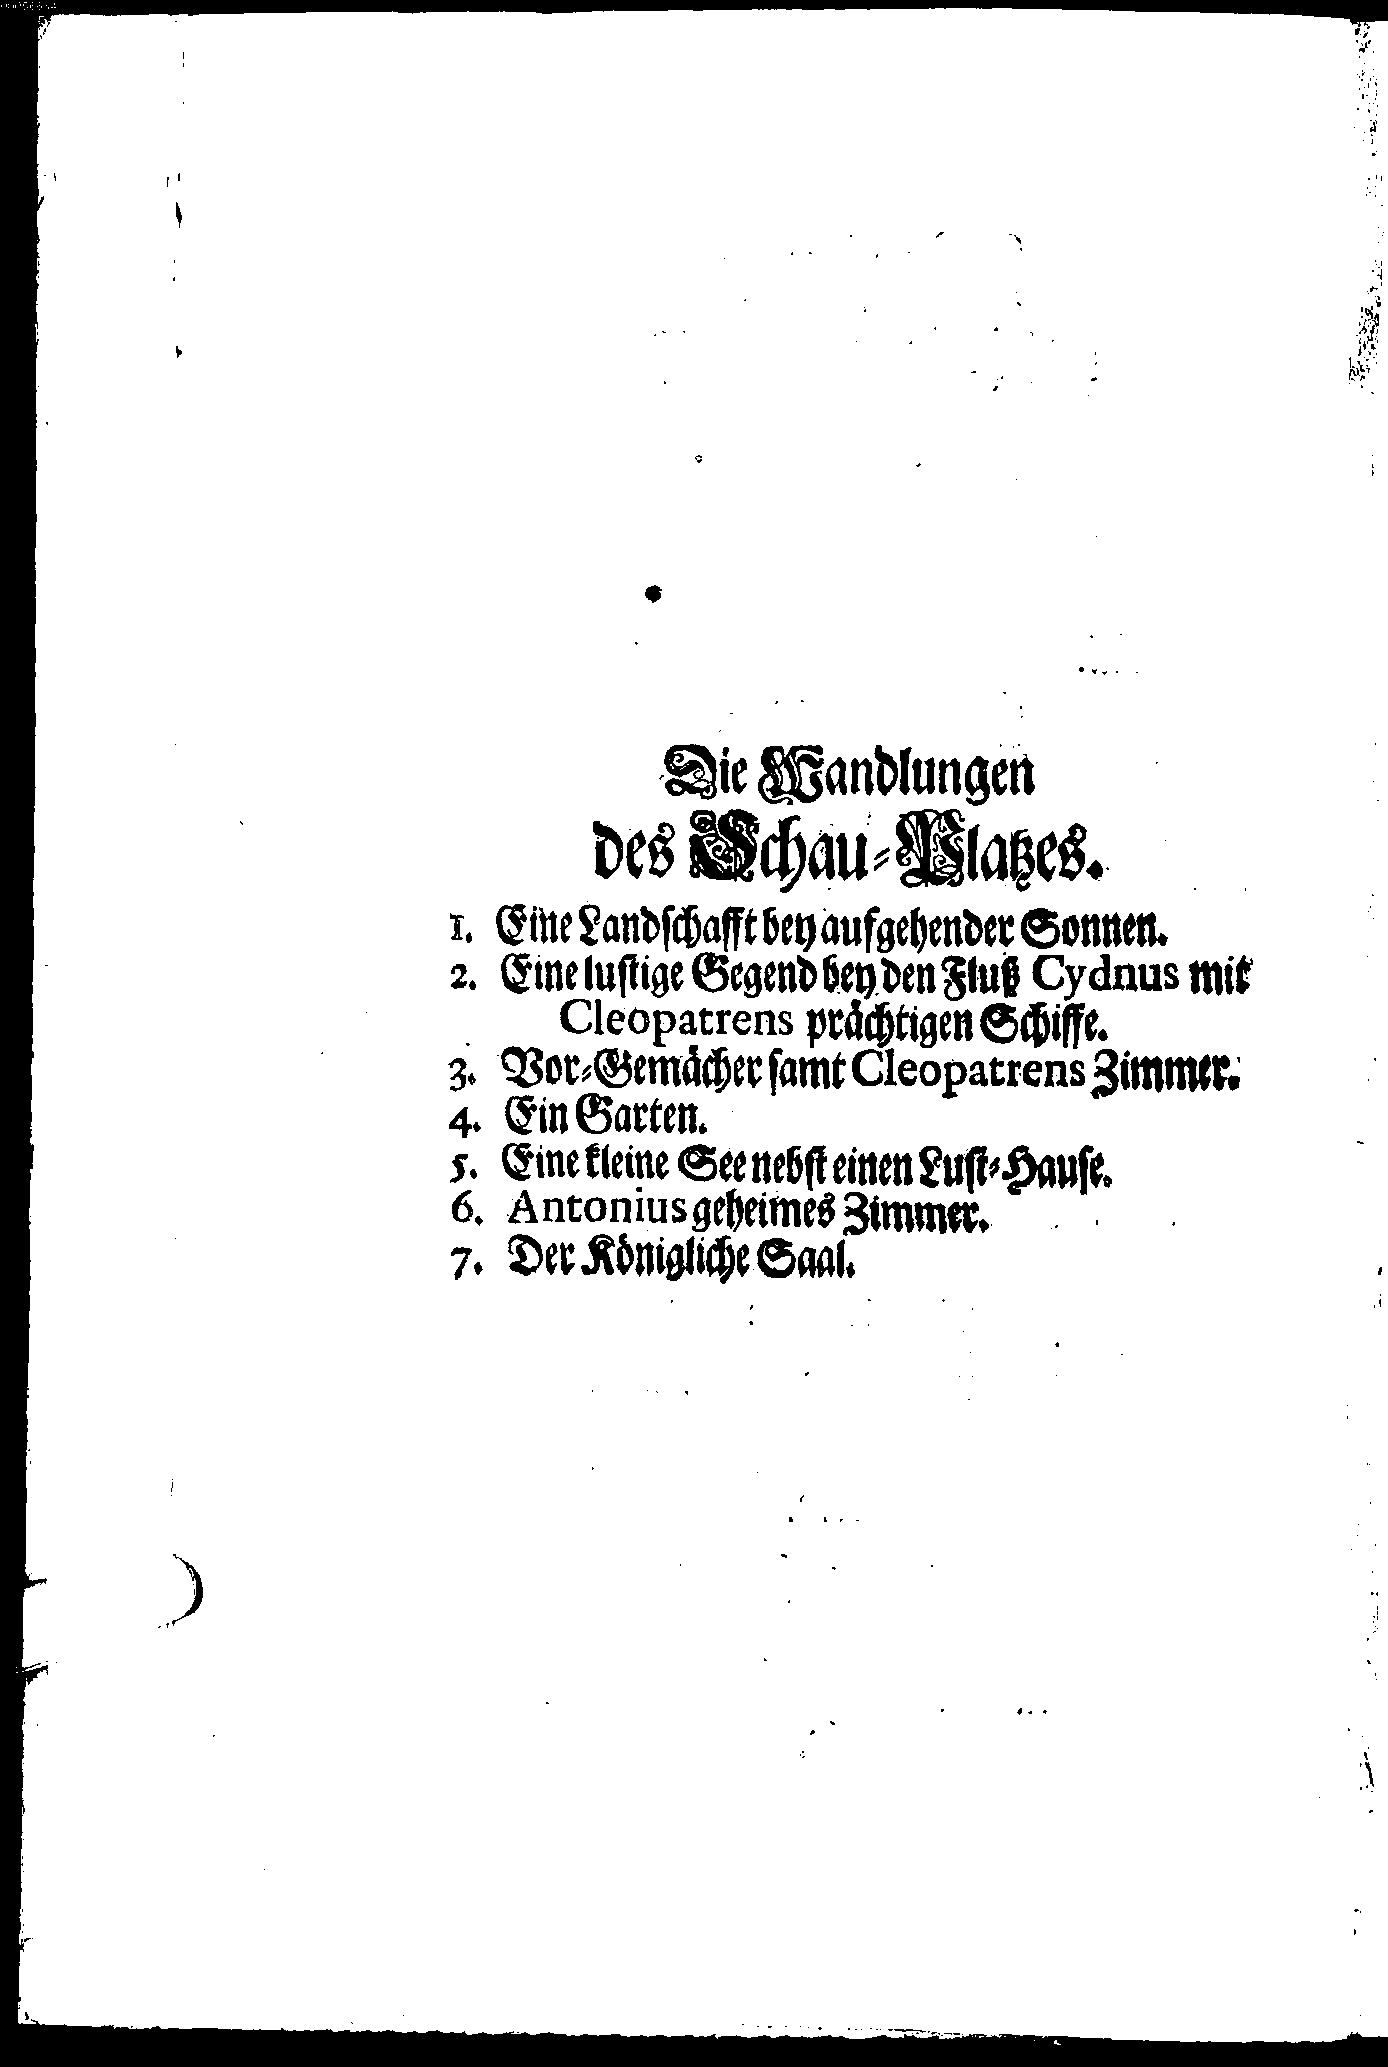 Die Wandlungen
des Schau-Platzes.
1. Eine Landschafft bey aufgehender Sonnen.
2. Eine lustige Gegend bey den Fluß Cydnus mit
Cleopatrens prächtigen Schiffe.
3. Vor-Gemächer samt Cleopatrens Zimmer.
4. Ein Garten.
5. Eine kleine See nebst einen Lust-Hause.
6. Antonius geheimes Zimmer.
7. Der Königliche Saal.